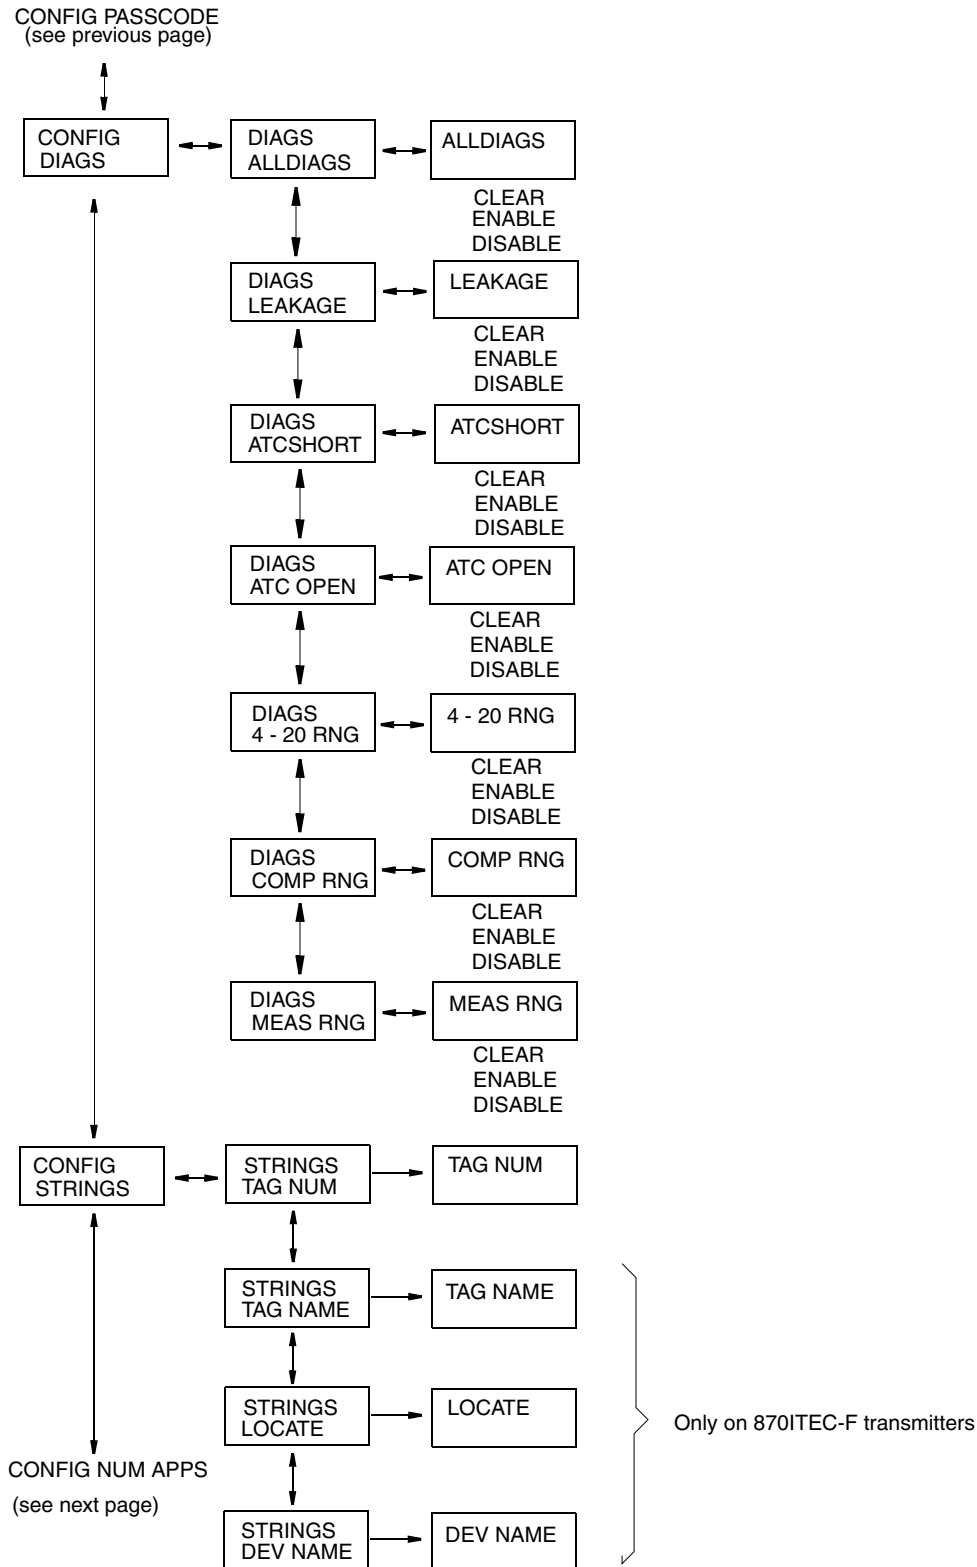 CONFIG PASSCODE
(see previous page)
CONFIG
DIAGS
DIAGS
ALLDIAGS
ALLDIAGS
CLEAR
ENABLE
DISABLE
DIAGS
LEAKAGE
LEAKAGE
CLEAR
ENABLE
DISABLE
DIAGS
ATCSHORT
ATCSHORT
CLEAR
ENABLE
DISABLE
DIAGS
ATC OPEN
ATC OPEN
CLEAR
ENABLE
DISABLE
DIAGS
4 - 20 RNG
4 - 20 RNG
CLEAR
ENABLE
DISABLE
DIAGS
COMP RNG
COMP RNG
CLEAR
ENABLE
DISABLE
DIAGS
MEAS RNG
MEAS RNG
CLEAR
ENABLE
DISABLE
CONFIG
STRINGS
STRINGS
TAG NUM
TAG NUM
STRINGS
TAG NAME
TAG NAME
STRINGS
LOCATE
LOCATE
Only on 870ITEC-F transmitters
CONFIG NUM APPS
(see next page)
STRINGS
DEV NAME
DEV NAME